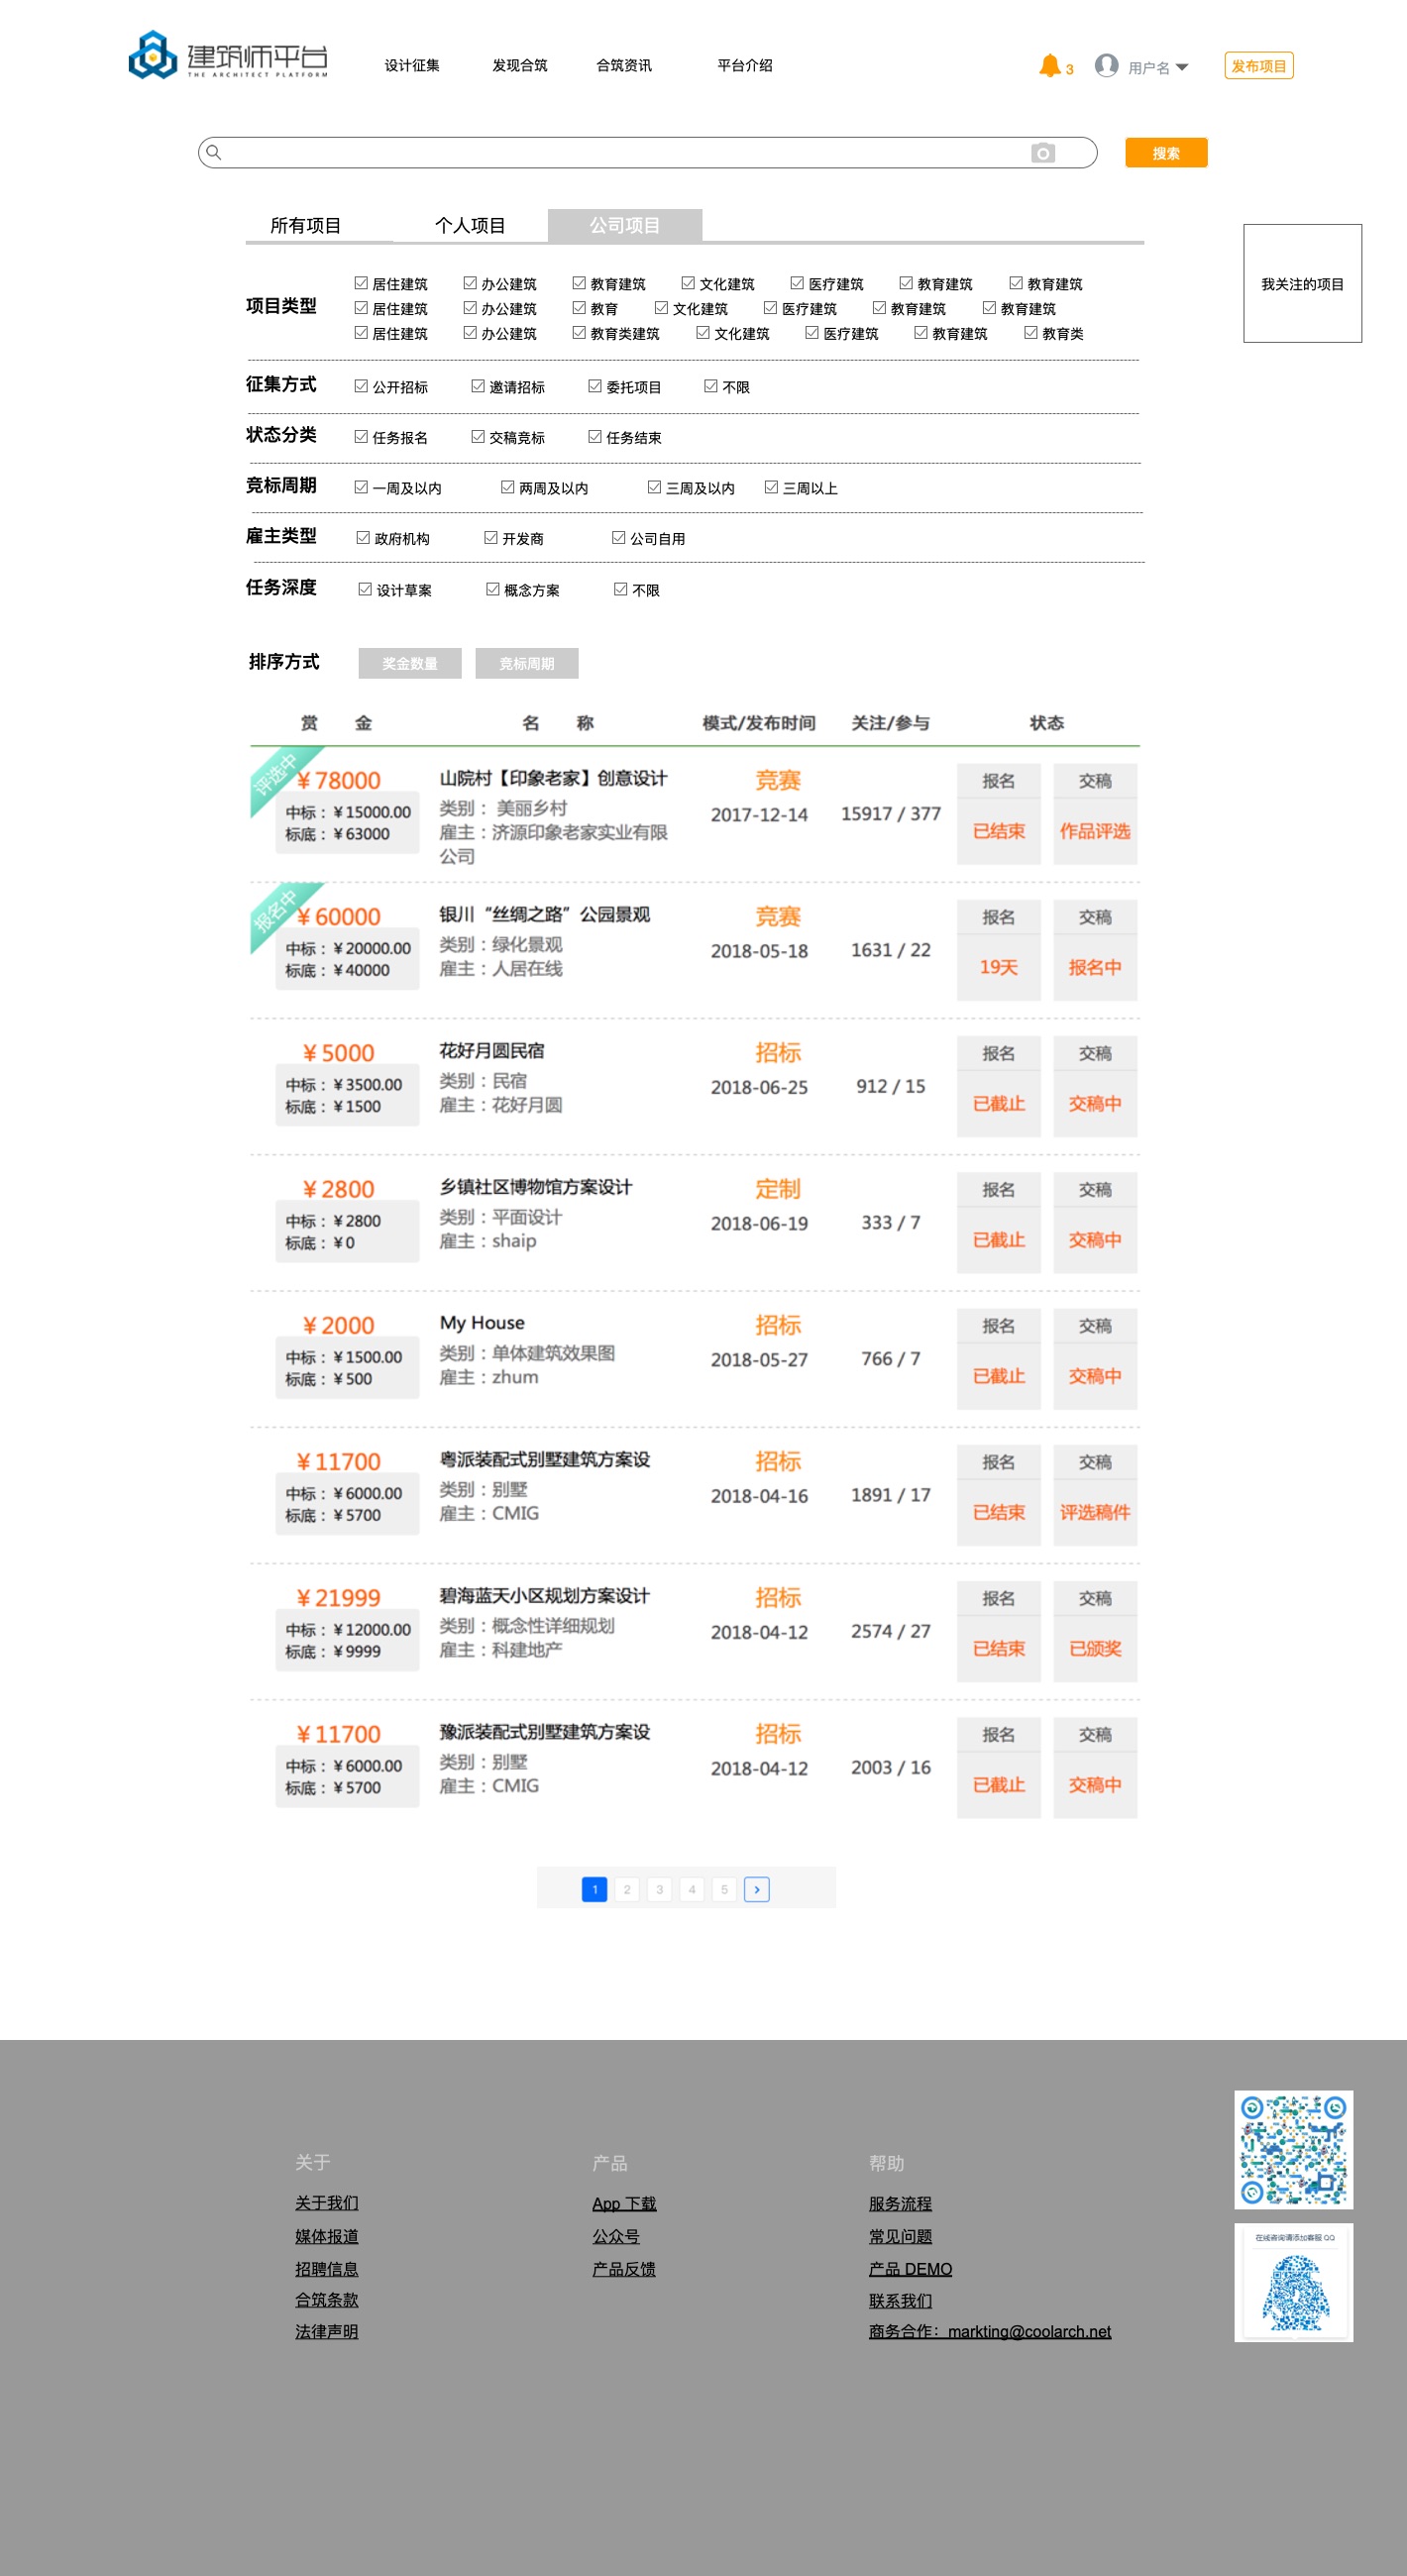 建筑师平台
THE ARCHITECT PLATFORM
设计征集 发现合筑 合筑资讯 平台介绍
3 用户名 发布项目
搜索
所有项目 个人项目 公司项目
我关注的项目
项目类型
居住建筑 办公建筑 教育建筑 文化建筑 医疗建筑 教育建筑 教育建筑
居住建筑 办公建筑 教育 文化建筑 医疗建筑 教育建筑 教育建筑
居住建筑 办公建筑 教育类建筑 文化建筑 医疗建筑 教育建筑 教育类
征集方式 公开招标 邀请招标 委托项目 不限
状态分类 任务报名 交稿竞标 任务结束
竞标周期 一周及以内 两周及以内 三周及以内 三周以上
雇主类型 政府机构 开发商 公司自用
任务深度 设计草案 概念方案 不限
排序方式 奖金数量 竞标周期
赏 金 名 称 模式/发布时间 关注/参与 状态
评选中
¥78000 山院村【印象老家】创意设计 竞赛 报名 交稿
中标：¥15000.00 类别： 美丽乡村 2017-12-14 15917 / 377
标底：¥63000 雇主：济源印象老家实业有限 已结束 作品评选
公司
报名中
¥60000 银川“丝绸之路”公园景观 竞赛 报名 交稿
中标：¥20000.00 类别：绿化景观 2018-05-18 1631 / 22
标底：¥40000 雇主：人居在线 19天 报名中
¥5000 花好月圆民宿 招标 报名 交稿
中标：¥3500.00 类别：民宿 2018-06-25 912 / 15
标底：¥1500 雇主：花好月圆 已截止 交稿中
¥2800 乡镇社区博物馆方案设计 定制 报名 交稿
中标：¥2800 类别：平面设计 2018-06-19 333 / 7
标底：¥0 雇主：shaip 已截止 交稿中
¥2000 My House 招标 报名 交稿
中标：¥1500.00 类别：单体建筑效果图 2018-05-27 766 / 7
标底：¥500 雇主：zhum 已截止 交稿中
¥11700 粤派装配式别墅建筑方案设 招标 报名 交稿
中标：¥6000.00 类别：别墅 2018-04-16 1891 / 17
标底：¥5700 雇主：CMIG 已结束 评选稿件
¥21999 碧海蓝天小区规划方案设计 招标 报名 交稿
中标：¥12000.00 类别：概念性详细规划 2018-04-12 2574 / 27
标底：¥9999 雇主：科建地产 已结束 已颁奖
¥11700 豫派装配式别墅建筑方案设 招标 报名 交稿
中标：¥6000.00 类别：别墅 2018-04-12 2003 / 16
标底：¥5700 雇主：CMIG 已截止 交稿中
1 2 3 4 5 >
关于 产品 帮助
关于我们 App 下载 服务流程
媒体报道 公众号 常见问题
招聘信息 产品反馈 产品 DEMO
合筑条款 联系我们
法律声明 商务合作：markting@coolarch.net
在线咨询请添加客服 QQ